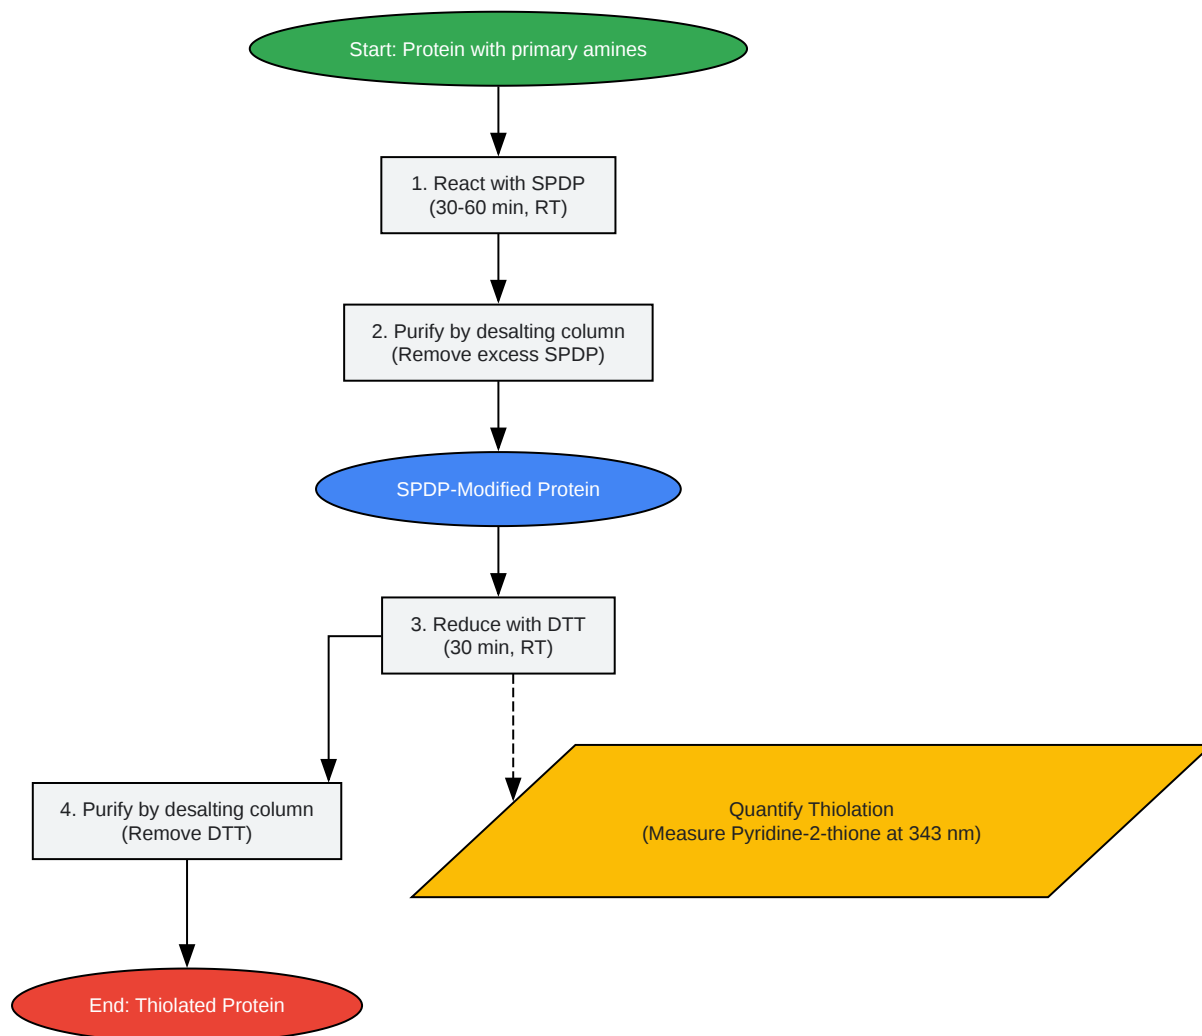 Start: Protein with primary amines
1. React with SPDP
(30-60 min, RT)
2. Purify by desalting column
(Remove excess SPDP)
SPDP-Modified Protein
3. Reduce with DTT
(30 min, RT)
4. Purify by desalting column
(Remove DTT)
Quantify Thiolation
(Measure Pyridine-2-thione at 343 nm)
End: Thiolated Protein